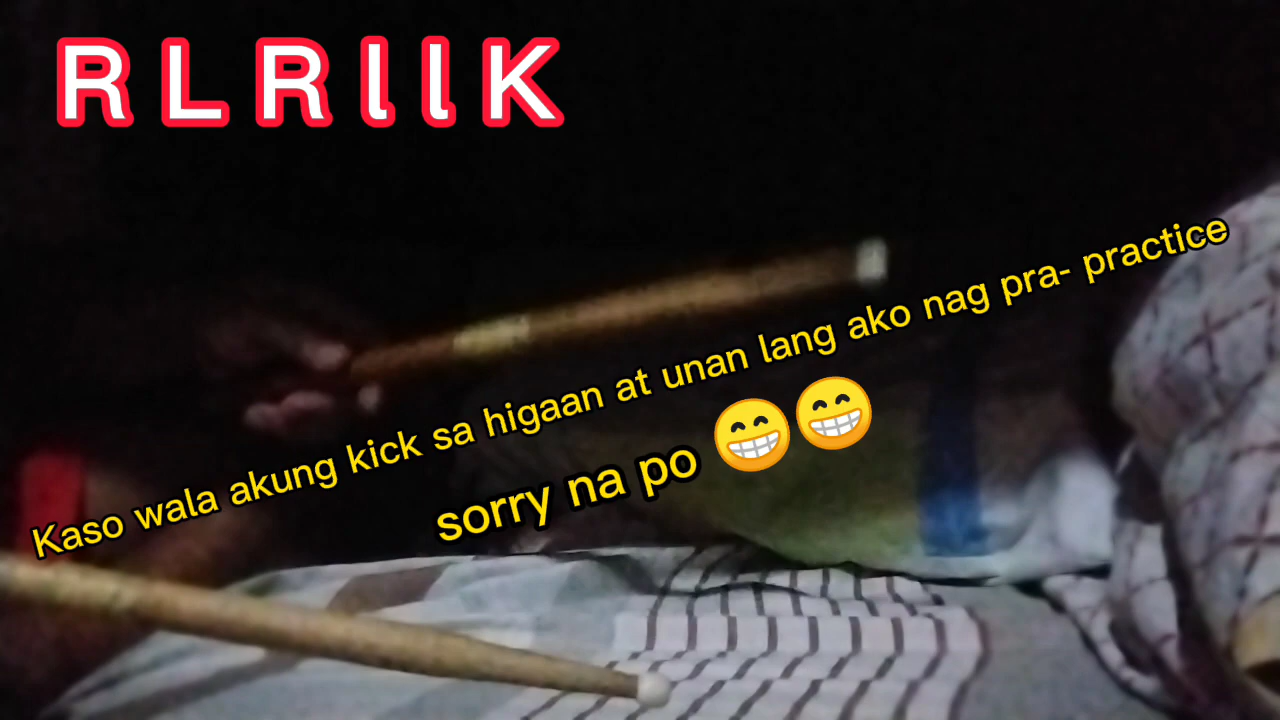 R L R l l K
Kaso wala akung kick sa higaan at unan lang ako nag pra- practice
sorry na po 😁😁